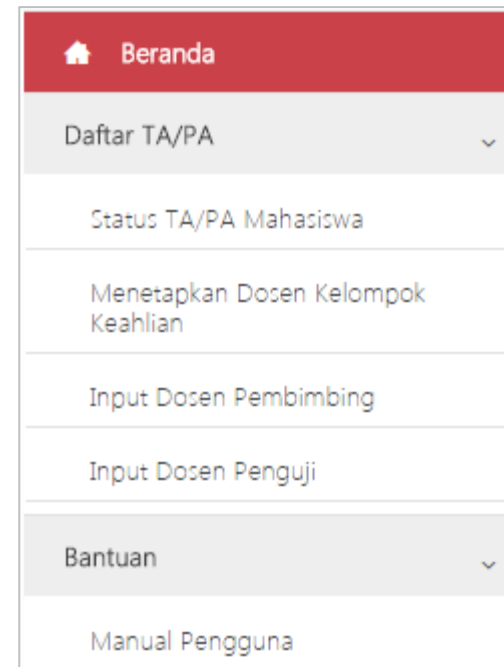 Beranda
Daftar TA/PA
Status TA/PA Mahasiswa
Menetapkan Dosen Kelompok
Keahlian
Input Dosen Pembimbing
Input Dosen Penguji
Bantuan
Manual Pengguna